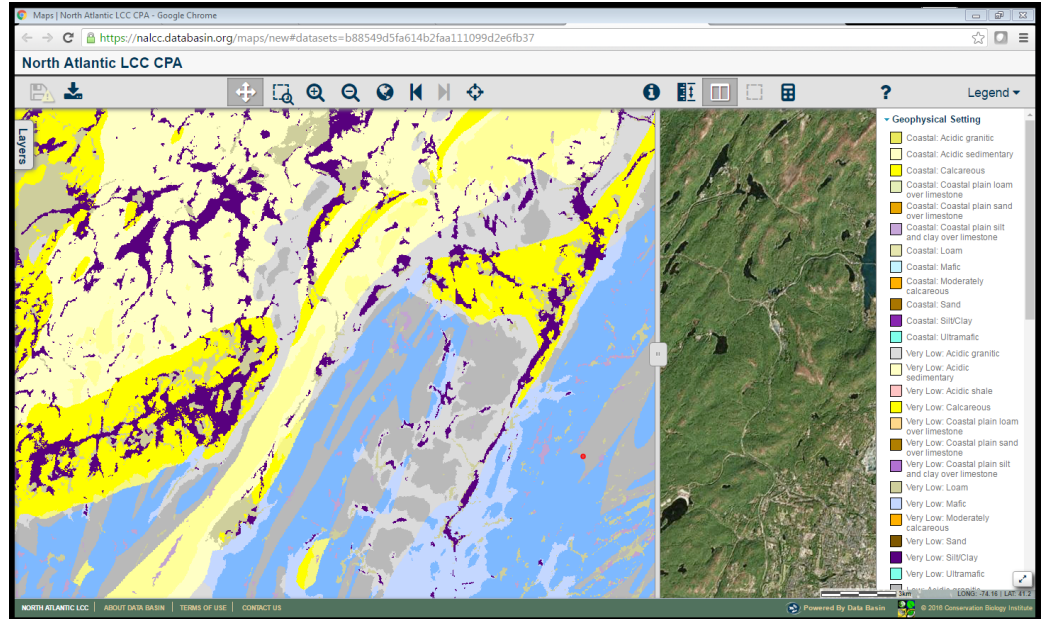 Maps | North Atlantic LCC CPA - Google Chrome
https://nalcc.databasin.org/maps/new#datasets=b88549d5fa614b2faa111099d2e6fb37
North Atlantic LCC CPA
Legend
Layers
Geophysical Setting
Coastal: Acidic granitic
Coastal: Acidic sedimentary
Coastal: Calcareous
Coastal: Coastal plain loam
over limestone
Coastal: Coastal plain sand
over limestone
Coastal: Coastal plain silt
and clay over limestone
Coastal: Loam
Coastal: Mafic
Coastal: Moderately
calcareous
Coastal: Sand
Coastal: Silt/Clay
Coastal: Ultramafic
Very Low: Acidic granitic
Very Low: Acidic
sedimentary
Very Low: Acidic shale
Very Low: Calcareous
Very Low: Coastal plain loam
over limestone
Very Low: Coastal plain sand
over limestone
Very Low: Coastal plain silt
and clay over limestone
Very Low: Loam
Very Low: Mafic
Very Low: Moderately
calcareous
Very Low: Sand
Very Low: Silt/Clay
Very Low: Ultramafic
3km
LONG: -74.16 | LAT: 41.2
NORTH ATLANTIC LCC | ABOUT DATA BASIN | TERMS OF USE | CONTACT US
Powered By Data Basin
© 2016 Conservation Biology Institute